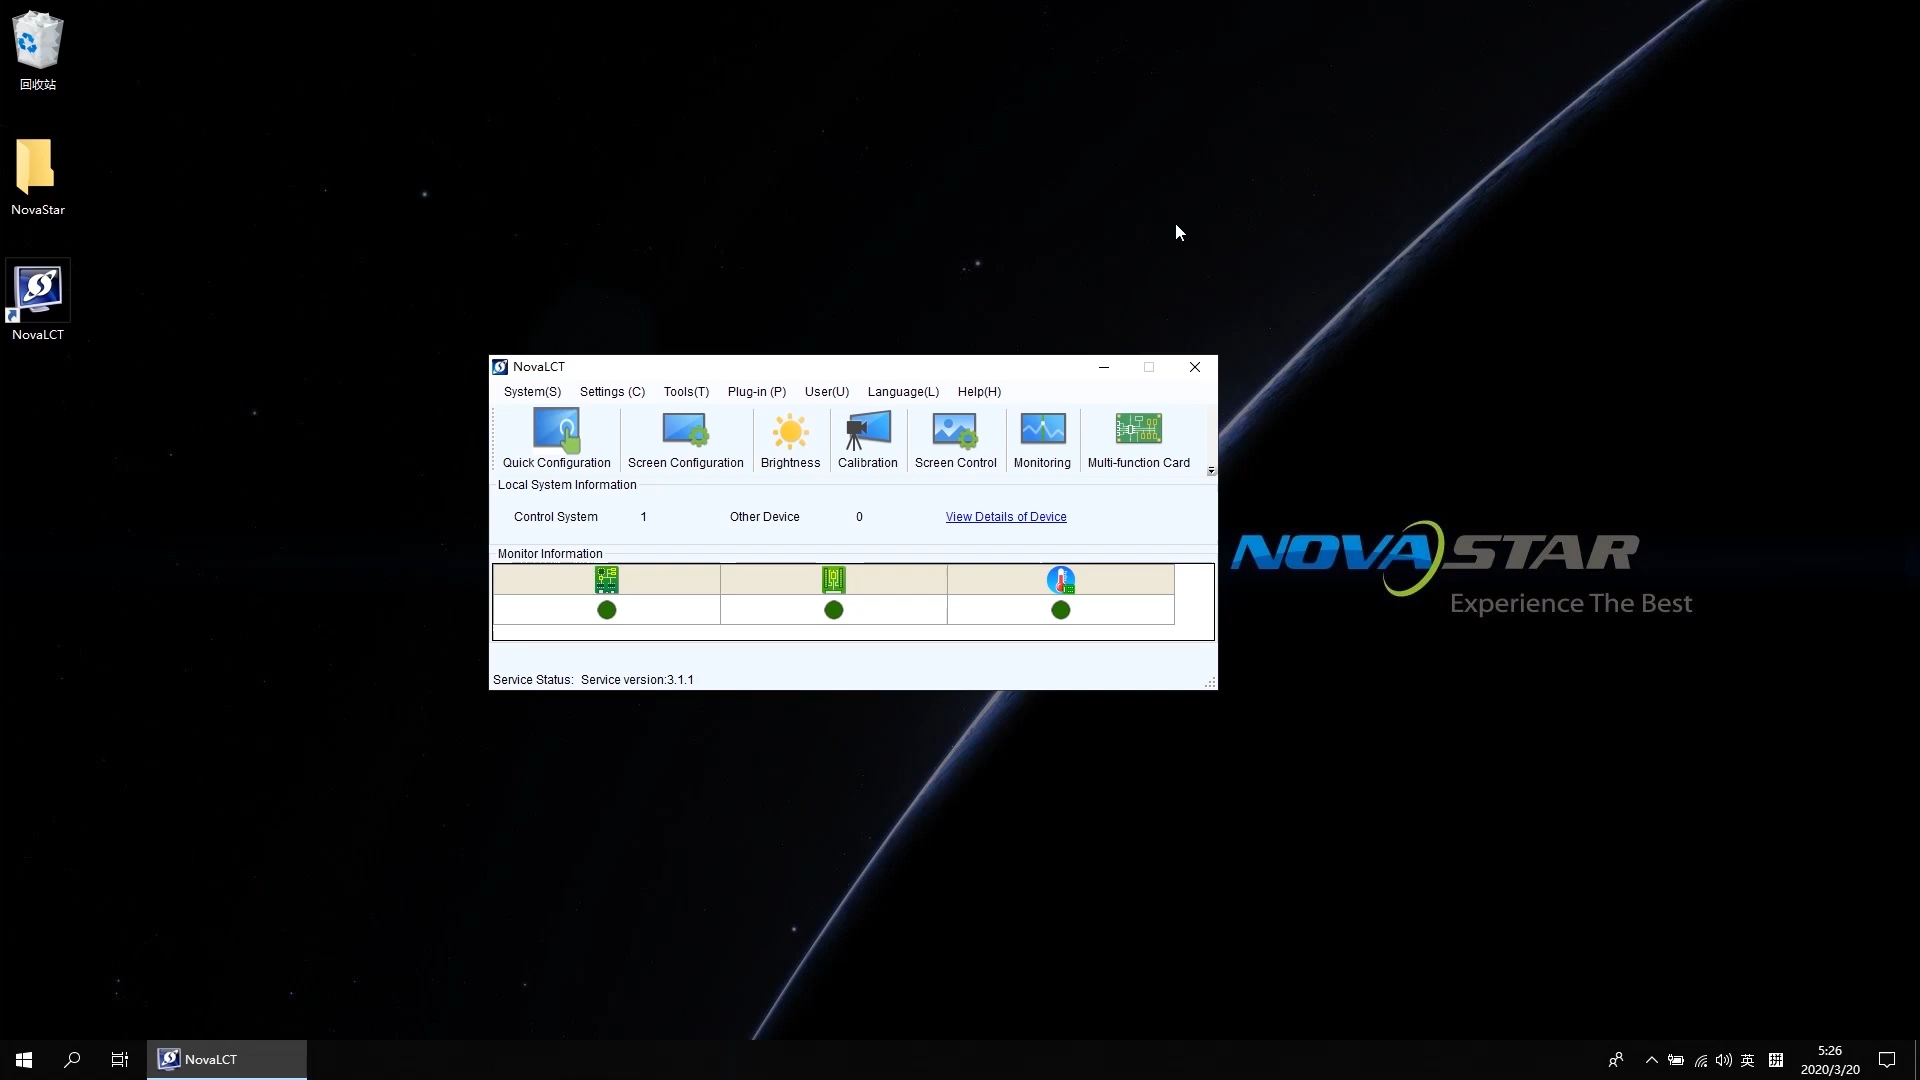 回收站
NovaStar
NovaLCT
NovaLCT
System(S) Settings (C) Tools(T) Plug-in (P) User(U) Language(L) Help(H)
Quick Configuration Screen Configuration Brightness Calibration Screen Control Monitoring Multi-function Card
Local System Information
Control System 1 Other Device 0 View Details of Device
Monitor Information
Service Status: Service version:3.1.1
NOVASTAR
Experience The Best
NovaLCT
英
拼
5:26
2020/3/20